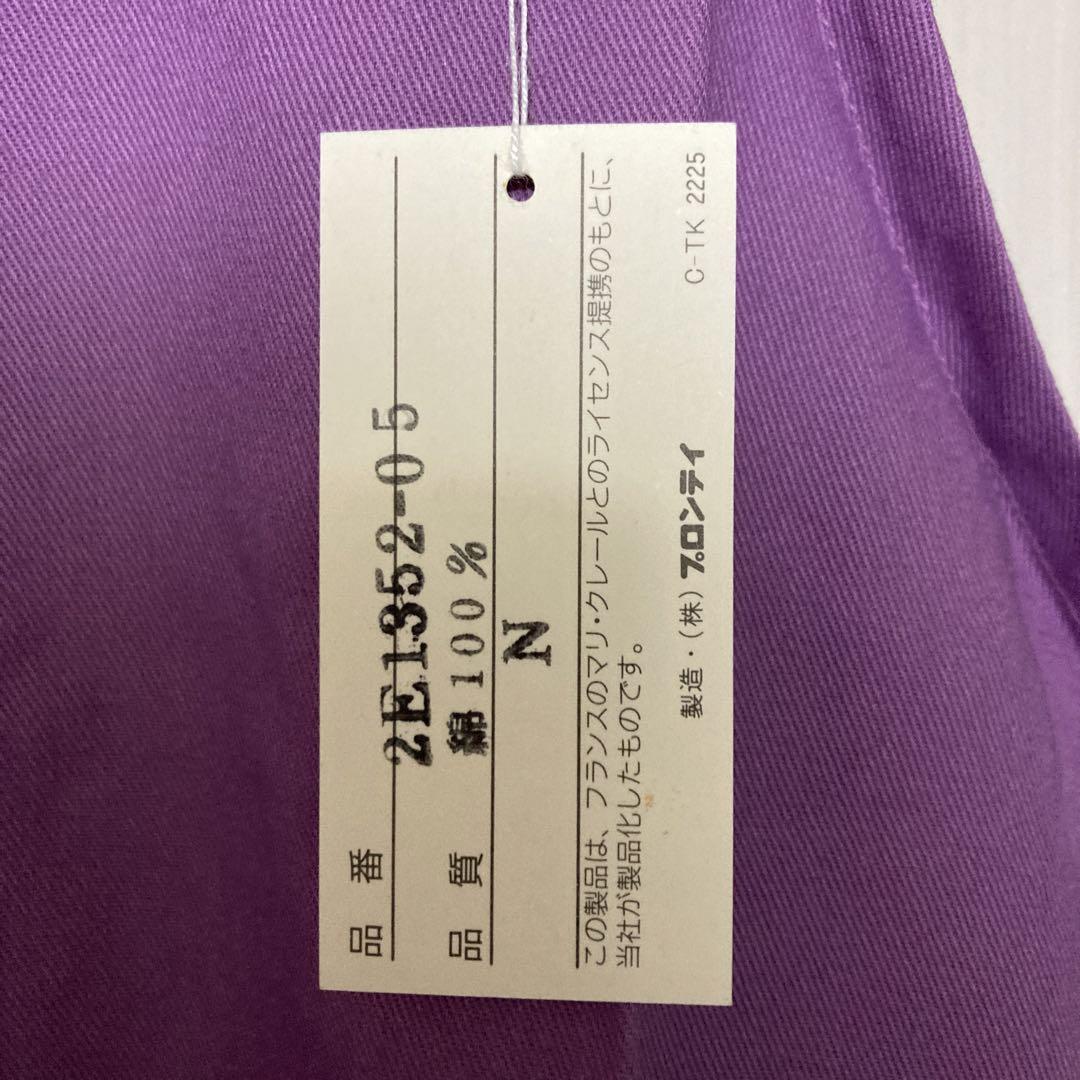 品 番 2E1352-05
品 質 綿 100%
N
この製品は、フランスのマリ・クレールとのライセンス提携のもとに、
当社が製品化したものです。
製造・(株)プロンティ
C-TK 2225